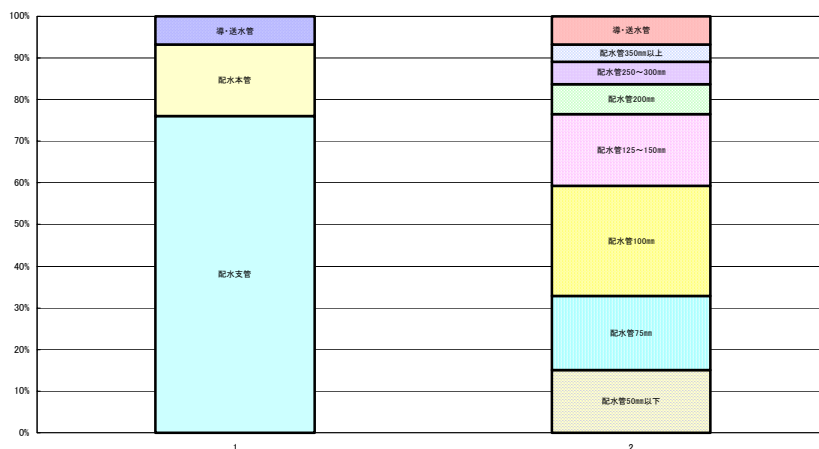 100%
90%
80%
70%
60%
50%
40%
30%
20%
10%
0%
導・送水管
配水本管
配水支管
1
導・送水管
配水管350㎜以上
配水管250～300㎜
配水管200㎜
配水管125～150㎜
配水管100㎜
配水管75㎜
配水管50㎜以下
2